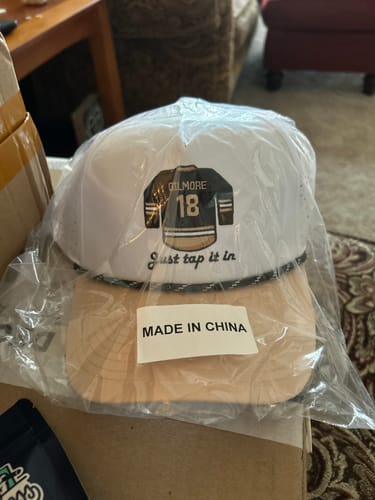 GILMORE
18
Just tap it in
MADE IN CHINA